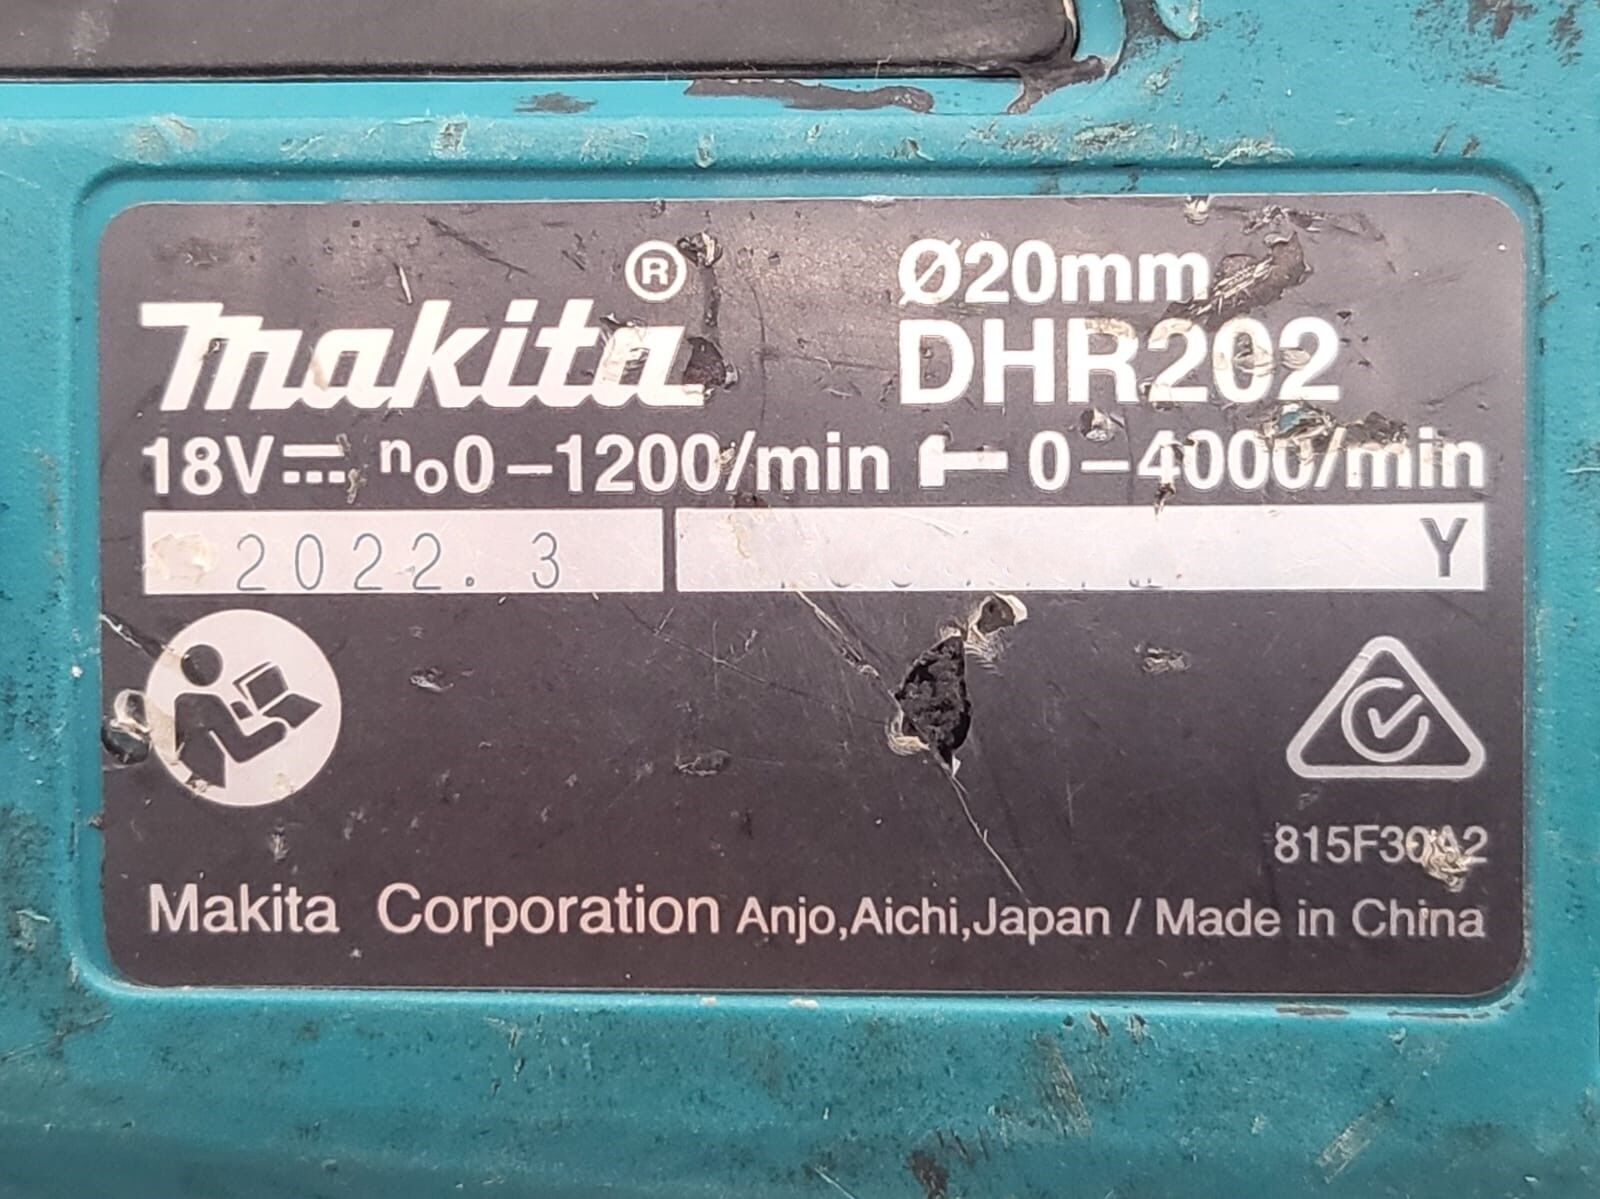 makita®
Ø20mm
DHR202
18V n₀0-1200/min 0-4000/min
2022.3
Y
815F30A2
Makita Corporation Anjo,Aichi,Japan / Made in China